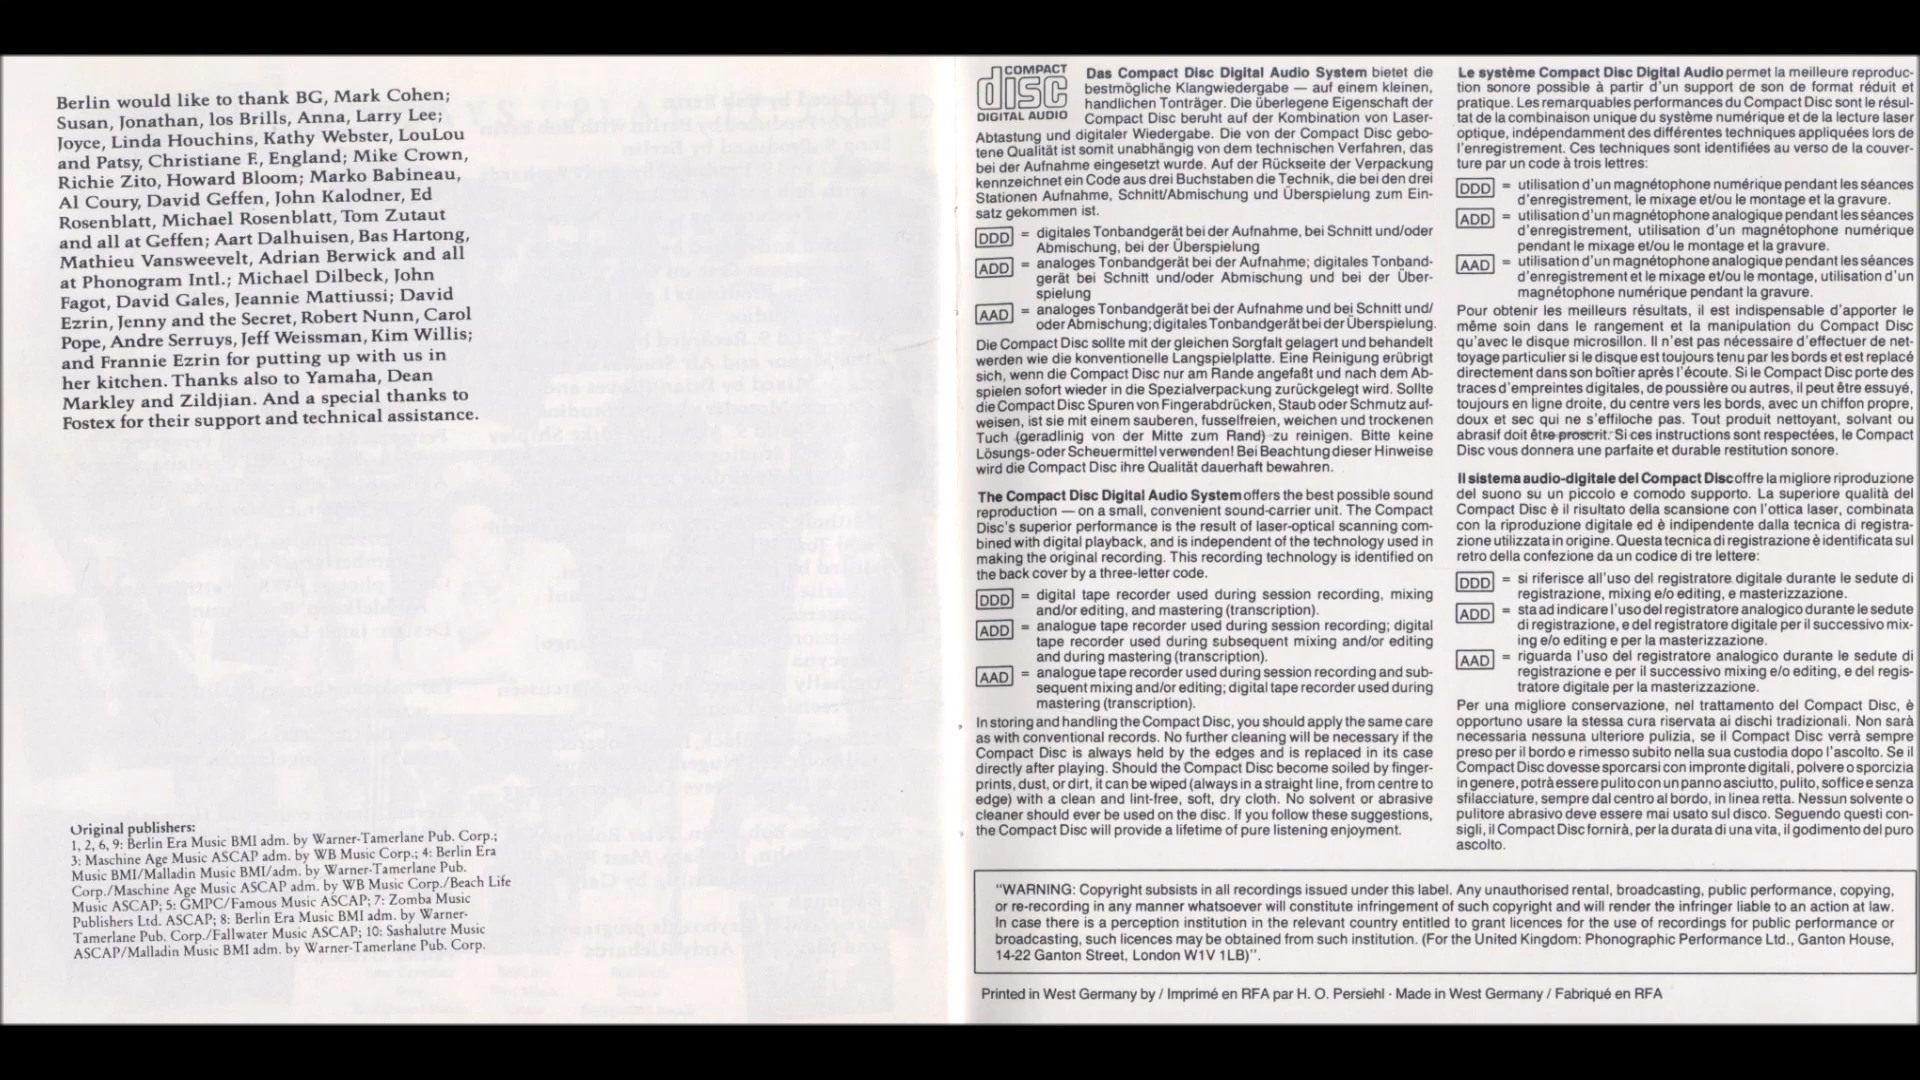 Berlin would like to thank BG, Mark Cohen;
Susan, Jonathan, los Brills, Anna, Larry Lee;
Joyce, Linda Houchins, Kathy Webster, LouLou
and Patsy, Christiane F., England; Mike Crown,
Richie Zito, Howard Bloom; Marko Babineau,
Al Coury, David Geffen, John Kalodner, Ed
Rosenblatt, Michael Rosenblatt, Tom Zutaut
and all at Geffen; Aart Dalhuisen, Bas Hartong,
Mathieu Vansweevelt, Adrian Berwick and all
at Phonogram Intl.; Michael Dilbeck, John
Fagot, David Gales, Jeannie Mattiussi; David
Ezrin, Jenny and the Secret, Robert Nunn, Carol
Pope, Andre Serruys, Jeff Weissman, Kim Willis;
and Frannie Ezrin for putting up with us in
her kitchen. Thanks also to Yamaha, Dean
Markley and Zildjian. And a special thanks to
Fostex for their support and technical assistance.
Original publishers:
1, 2, 6, 9: Berlin Era Music BMI adm. by Warner-Tamerlane Pub. Corp.;
3: Maschine Age Music ASCAP adm. by WB Music Corp.; 4: Berlin Era
Music BMI/Malladin Music BMI/adm. by Warner-Tamerlane Pub.
Corp./Maschine Age Music ASCAP adm. by WB Music Corp./Beach Life
Music ASCAP; 5: GMPC/Famous Music ASCAP; 7: Zomba Music
Publishers Ltd. ASCAP; 8: Berlin Era Music BMI adm. by Warner-
Tamerlane Pub. Corp./Fallwater Music ASCAP; 10: Sashalutre Music
ASCAP/Malladin Music BMI adm. by Warner-Tamerlane Pub. Corp.
COMPACT
disc
DIGITAL AUDIO
Das Compact Disc Digital Audio System bietet die
bestmögliche Klangwiedergabe — auf einem kleinen,
handlichen Tonträger. Die überlegene Eigenschaft der
Compact Disc beruht auf der Kombination von Laser-
Abtastung und digitaler Wiedergabe. Die von der Compact Disc gebo-
tene Qualität ist somit unabhängig von dem technischen Verfahren, das
bei der Aufnahme eingesetzt wurde. Auf der Rückseite der Verpackung
kennzeichnet ein Code aus drei Buchstaben die Technik, die bei den drei
Stationen Aufnahme, Schnitt/Abmischung und Überspielung zum Ein-
satz gekommen ist.
DDD = digitales Tonbandgerät bei der Aufnahme, bei Schnitt und/oder
Abmischung, bei der Überspielung
ADD = analoges Tonbandgerät bei der Aufnahme; digitales Tonband-
gerät bei Schnitt und/oder Abmischung und bei der Über-
spielung
AAD = analoges Tonbandgerät bei der Aufnahme und bei Schnitt und/
oder Abmischung; digitales Tonbandgerät bei der Überspielung.
Die Compact Disc sollte mit der gleichen Sorgfalt gelagert und behandelt
werden wie die konventionelle Langspielplatte. Eine Reinigung erübrigt
sich, wenn die Compact Disc nur am Rande angefaßt und nach dem Ab-
spielen sofort wieder in die Spezialverpackung zurückgelegt wird. Sollte
die Compact Disc Spuren von Fingerabdrücken, Staub oder Schmutz auf-
weisen, ist sie mit einem sauberen, fusselfreien, weichen und trockenen
Tuch (geradlinig von der Mitte zum Rand) zu reinigen. Bitte keine
Lösungs- oder Scheuermittel verwenden! Bei Beachtung dieser Hinweise
wird die Compact Disc ihre Qualität dauerhaft bewahren.
The Compact Disc Digital Audio System offers the best possible sound
reproduction — on a small, convenient sound-carrier unit. The Compact
Disc's superior performance is the result of laser-optical scanning com-
bined with digital playback, and is independent of the technology used in
making the original recording. This recording technology is identified on
the back cover by a three-letter code.
DDD = digital tape recorder used during session recording, mixing
and/or editing, and mastering (transcription).
ADD = analogue tape recorder used during session recording; digital
tape recorder used during subsequent mixing and/or editing
and during mastering (transcription).
AAD = analogue tape recorder used during session recording and sub-
sequent mixing and/or editing; digital tape recorder used during
mastering (transcription).
In storing and handling the Compact Disc, you should apply the same care
as with conventional records. No further cleaning will be necessary if the
Compact Disc is always held by the edges and is replaced in its case
directly after playing. Should the Compact Disc become soiled by finger-
prints, dust, or dirt, it can be wiped (always in a straight line, from centre to
edge) with a clean and lint-free, soft, dry cloth. No solvent or abrasive
cleaner should ever be used on the disc. If you follow these suggestions,
the Compact Disc will provide a lifetime of pure listening enjoyment.
Le système Compact Disc Digital Audio permet la meilleure reproduc-
tion sonore possible à partir d'un support de son de format réduit et
pratique. Les remarquables performances du Compact Disc sont le résul-
tat de la combinaison unique du système numérique et de la lecture laser
optique, indépendamment des différentes techniques appliquées lors de
l'enregistrement. Ces techniques sont identifiées au verso de la couver-
ture par un code à trois lettres:
DDD = utilisation d'un magnétophone numérique pendant les séances
d'enregistrement, le mixage et/ou le montage et la gravure.
ADD = utilisation d'un magnétophone analogique pendant les séances
d'enregistrement, utilisation d'un magnétophone numérique
pendant le mixage et/ou le montage et la gravure.
AAD = utilisation d'un magnétophone analogique pendant les séances
d'enregistrement et le mixage et/ou le montage, utilisation d'un
magnétophone numérique pendant la gravure.
Pour obtenir les meilleurs résultats, il est indispensable d'apporter le
même soin dans le rangement et la manipulation du Compact Disc
qu'avec le disque microsillon. Il n'est pas nécessaire d'effectuer de net-
toyage particulier si le disque est toujours tenu par les bords et est replacé
directement dans son boîtier après l'écoute. Si le Compact Disc porte des
traces d'empreintes digitales, de poussière ou autres, il peut être essuyé,
toujours en ligne droite, du centre vers les bords, avec un chiffon propre,
doux et sec qui ne s'effiloche pas. Tout produit nettoyant, solvant ou
abrasif doit être proscrit. Si ces instructions sont respectées, le Compact
Disc vous donnera une parfaite et durable restitution sonore.
Il sistema audio-digitale del Compact Disc offre la migliore riproduzione
del suono su un piccolo e comodo supporto. La superiore qualità del
Compact Disc è il risultato della scansione con l'ottica laser, combinata
con la riproduzione digitale ed è indipendente dalla tecnica di registra-
zione utilizzata in origine. Questa tecnica di registrazione è identificata sul
retro della confezione da un codice di tre lettere:
DDD = si riferisce all'uso del registratore digitale durante le sedute di
registrazione, mixing e/o editing, e masterizzazione.
ADD = sta ad indicare l'uso del registratore analogico durante le sedute
di registrazione, e del registratore digitale per il successivo mix-
ing e/o editing e per la masterizzazione.
AAD = riguarda l'uso del registratore analogico durante le sedute di
registrazione e per il successivo mixing e/o editing, e del regis-
tratore digitale per la masterizzazione.
Per una migliore conservazione, nel trattamento del Compact Disc, è
opportuno usare la stessa cura riservata ai dischi tradizionali. Non sarà
necessaria nessuna ulteriore pulizia, se il Compact Disc verrà sempre
preso per il bordo e rimesso subito nella sua custodia dopo l'ascolto. Se il
Compact Disc dovesse sporcarsi con impronte digitali, polvere o sporcizia
in genere, potrà essere pulito con un panno asciutto, pulito, soffice e senza
sfilacciature, sempre dal centro al bordo, in linea retta. Nessun solvente o
pulitore abrasivo deve essere mai usato sul disco. Seguendo questi con-
sigli, il Compact Disc fornirà, per la durata di una vita, il godimento del puro
ascolto.
"WARNING: Copyright subsists in all recordings issued under this label. Any unauthorised rental, broadcasting, public performance, copying,
or re-recording in any manner whatsoever will constitute infringement of such copyright and will render the infringer liable to an action at law.
In case there is a perception institution in the relevant country entitled to grant licences for the use of recordings for public performance or
broadcasting, such licences may be obtained from such institution. (For the United Kingdom: Phonographic Performance Ltd., Ganton House,
14-22 Ganton Street, London W1V 1LB)".
Printed in West Germany by / Imprimé en RFA par H. O. Persiehl · Made in West Germany / Fabriqué en RFA